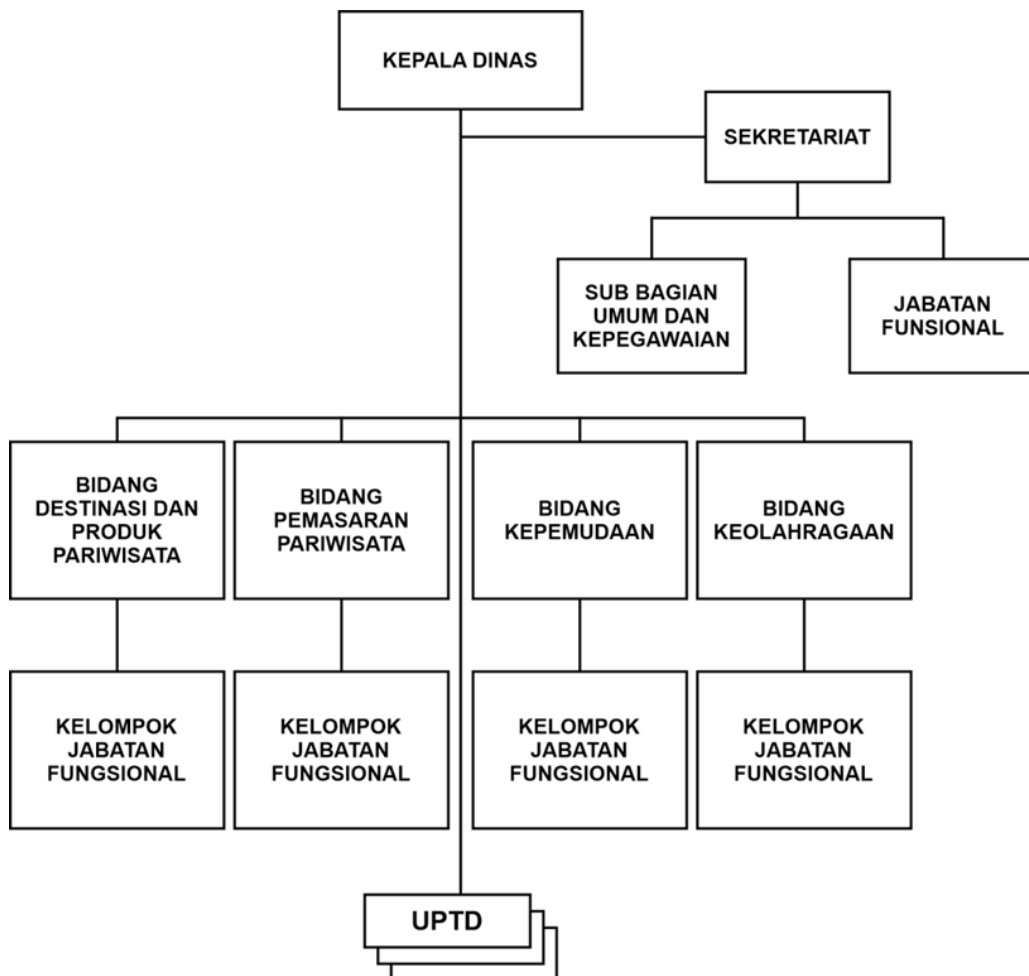 KEPALA DINAS
SEKRETARIAT
SUB BAGIAN
UMUM DAN
KEPEGAWAIAN
JABATAN
FUNSIONAL
BIDANG
DESTINASI DAN
PRODUK
PARIWISATA
BIDANG
PEMASARAN
PARIWISATA
BIDANG
KEPEMUDAAN
BIDANG
KEOLAHRAGAAN
KELOMPOK
JABATAN
FUNGSIONAL
KELOMPOK
JABATAN
FUNGSIONAL
KELOMPOK
JABATAN
FUNGSIONAL
KELOMPOK
JABATAN
FUNGSIONAL
UPTD